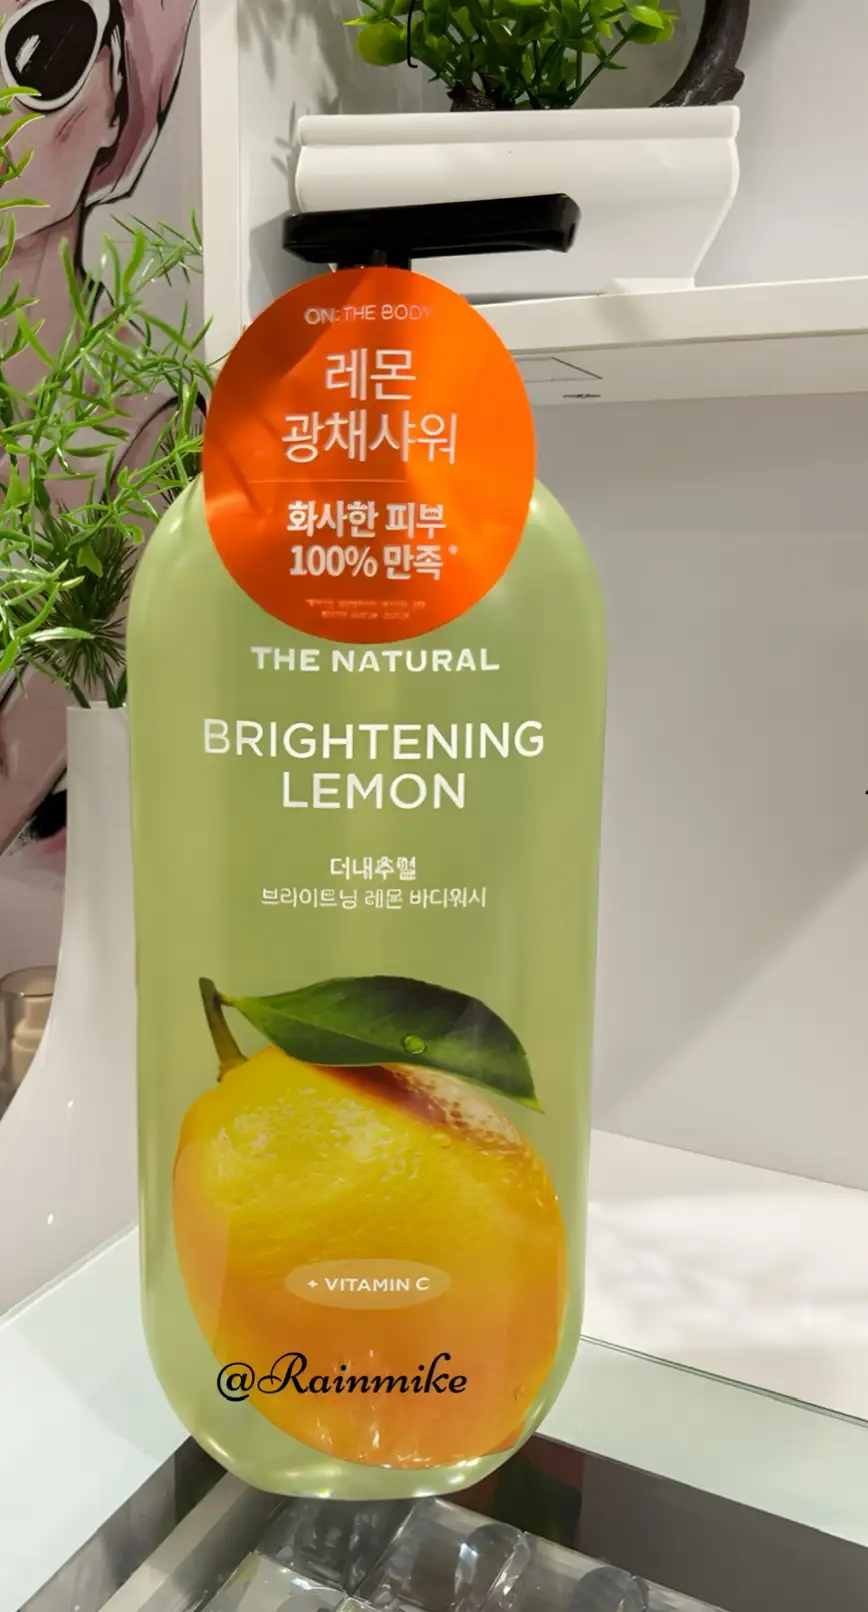 ON: THE BODY
레몬
광채샤워
화사한 피부
100% 만족*
THE NATURAL
BRIGHTENING
LEMON
더내추럴
브라이트닝 레몬 바디워시
+ VITAMIN C
@Rainmike